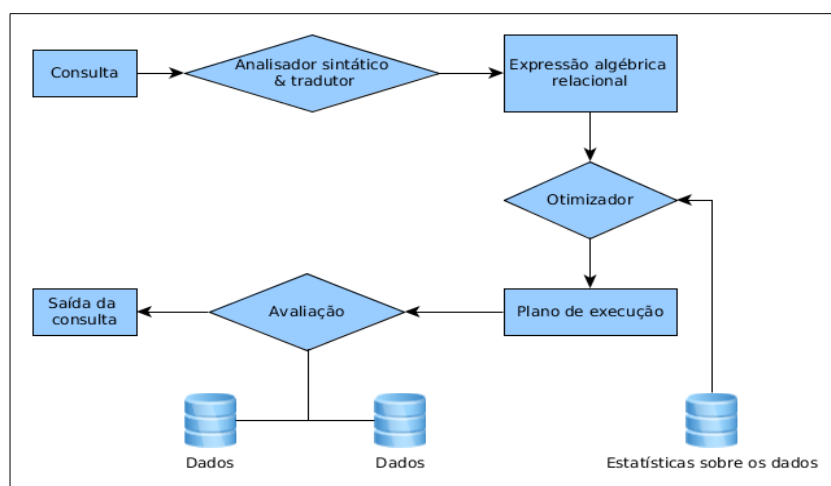 Consulta
Analisador sintático
& tradutor
Expressão algébrica
relacional
Otimizador
Saída da
consulta
Avaliação
Plano de execução
Dados
Dados
Estatísticas sobre os dados